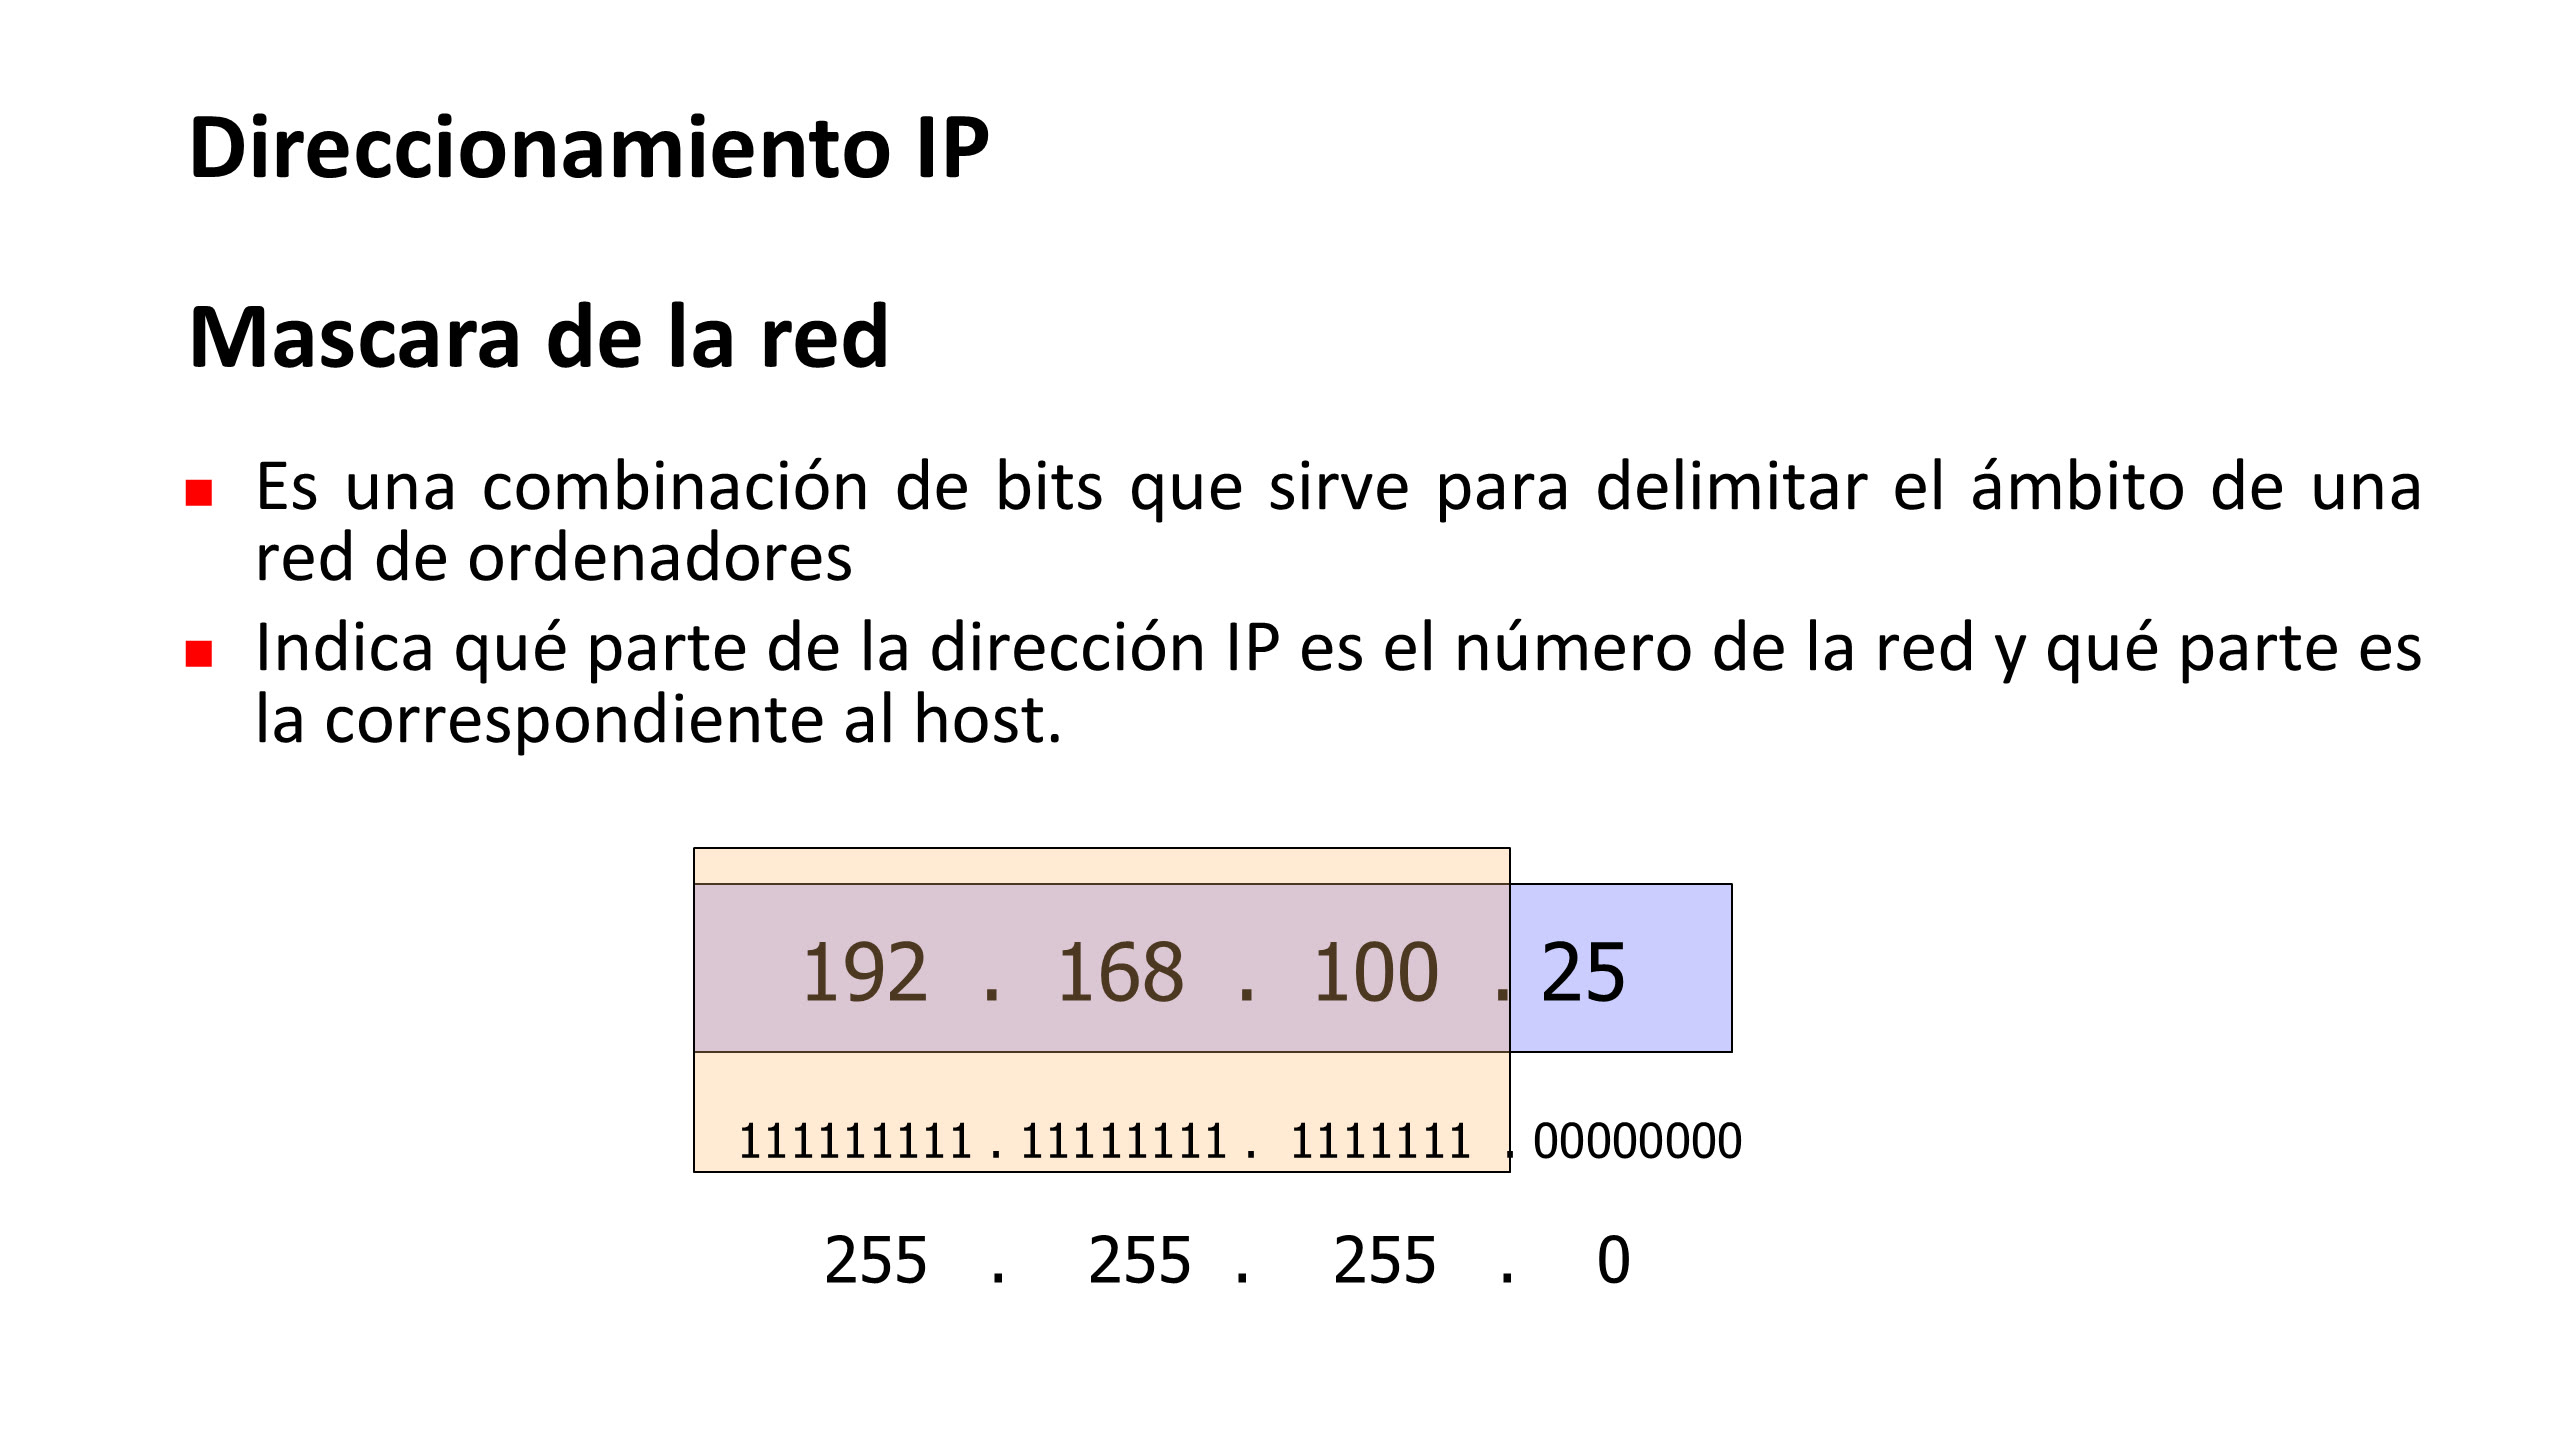 Direccionamiento IP
Mascara de la red
Es una combinación de bits que sirve para delimitar el ámbito de una
red de ordenadores
Indica qué parte de la dirección IP es el número de la red y qué parte es
la correspondiente al host.
192 . 168 . 100 . 25
111111111 . 11111111 . 1111111 . 00000000
255 . 255 . 255 . 0